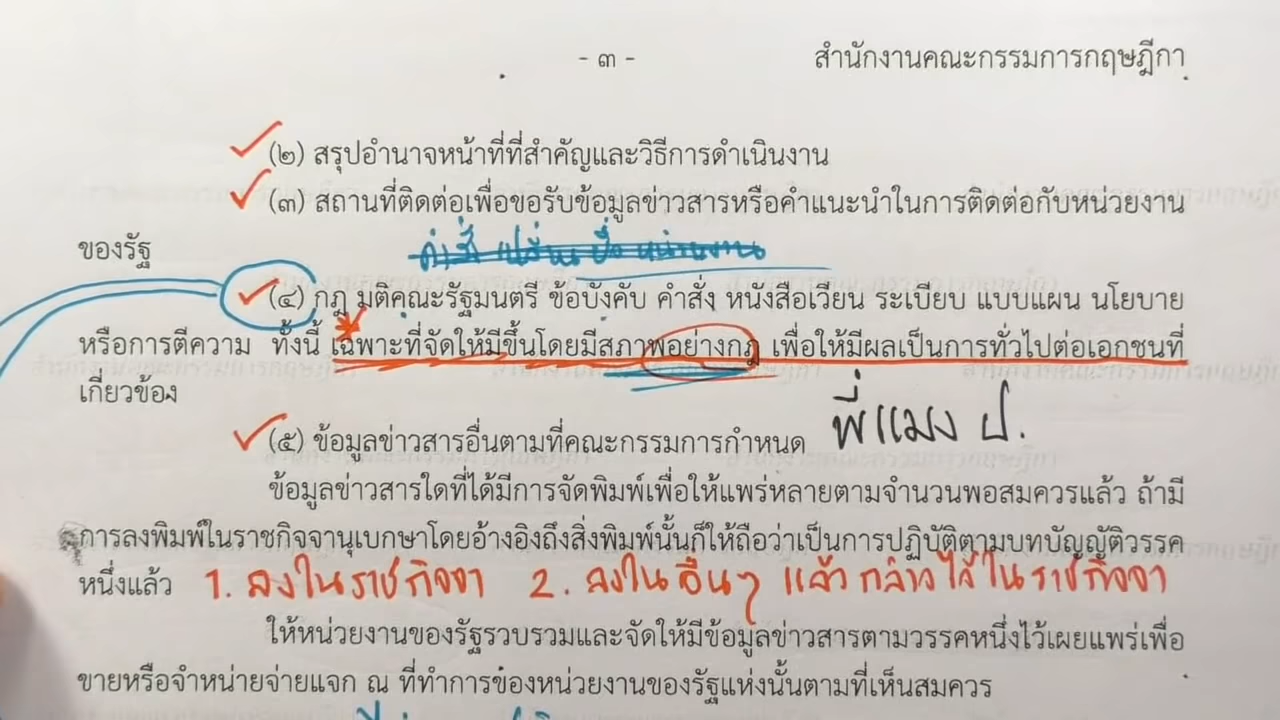 - ๓ - สำนักงานคณะกรรมการกฤษฎีกา
(๒) สรุปอำนาจหน้าที่ที่สำคัญและวิธีการดำเนินงาน
(๓) สถานที่ติดต่อเพื่อขอรับข้อมูลข่าวสารหรือคำแนะนำในการติดต่อกับหน่วยงาน
ของรัฐ
(๔) กฎ มติคณะรัฐมนตรี ข้อบังคับ คำสั่ง หนังสือเวียน ระเบียบ แบบแผน นโยบาย
หรือการตีความ ทั้งนี้ เฉพาะที่จัดให้มีขึ้นโดยมีสภาพอย่างกฎ เพื่อให้มีผลเป็นการทั่วไปต่อเอกชนที่
เกี่ยวข้อง
(๕) ข้อมูลข่าวสารอื่นตามที่คณะกรรมการกำหนด พี่แมง ป.
ข้อมูลข่าวสารใดที่ได้มีการจัดพิมพ์เพื่อให้แพร่หลายตามจำนวนพอสมควรแล้ว ถ้ามี
การลงพิมพ์ในราชกิจจานุเบกษาโดยอ้างอิงถึงสิ่งพิมพ์นั้นก็ให้ถือว่าเป็นการปฏิบัติตามบทบัญญัติวรรค
หนึ่งแล้ว 1. ลงในราชกิจจา 2. ลงในอื่นๆ แล้วกล่าวไว้ในราชกิจจา
ให้หน่วยงานของรัฐรวบรวมและจัดให้มีข้อมูลข่าวสารตามวรรคหนึ่งไว้เผยแพร่เพื่อ
ขายหรือจำหน่ายจ่ายแจก ณ ที่ทำการของหน่วยงานของรัฐแห่งนั้นตามที่เห็นสมควร